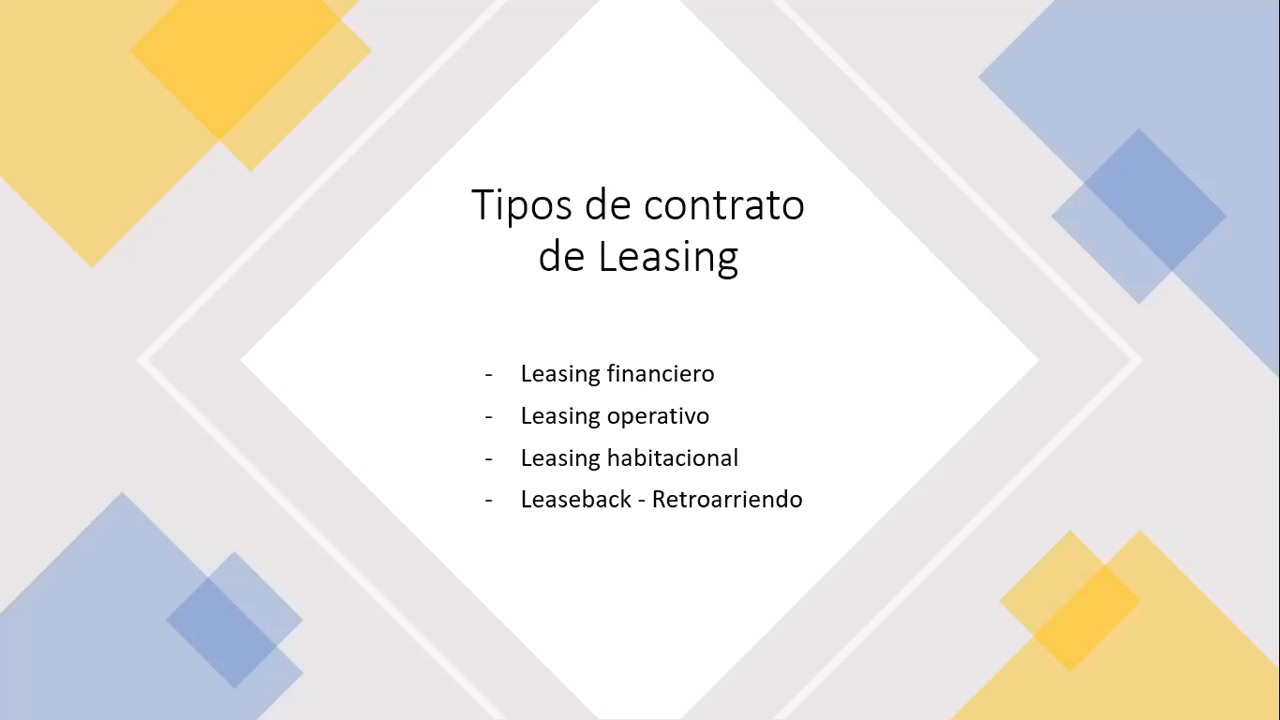 Tipos de contrato
de Leasing
- Leasing financiero
- Leasing operativo
- Leasing habitacional
- Leaseback - Retroarriendo